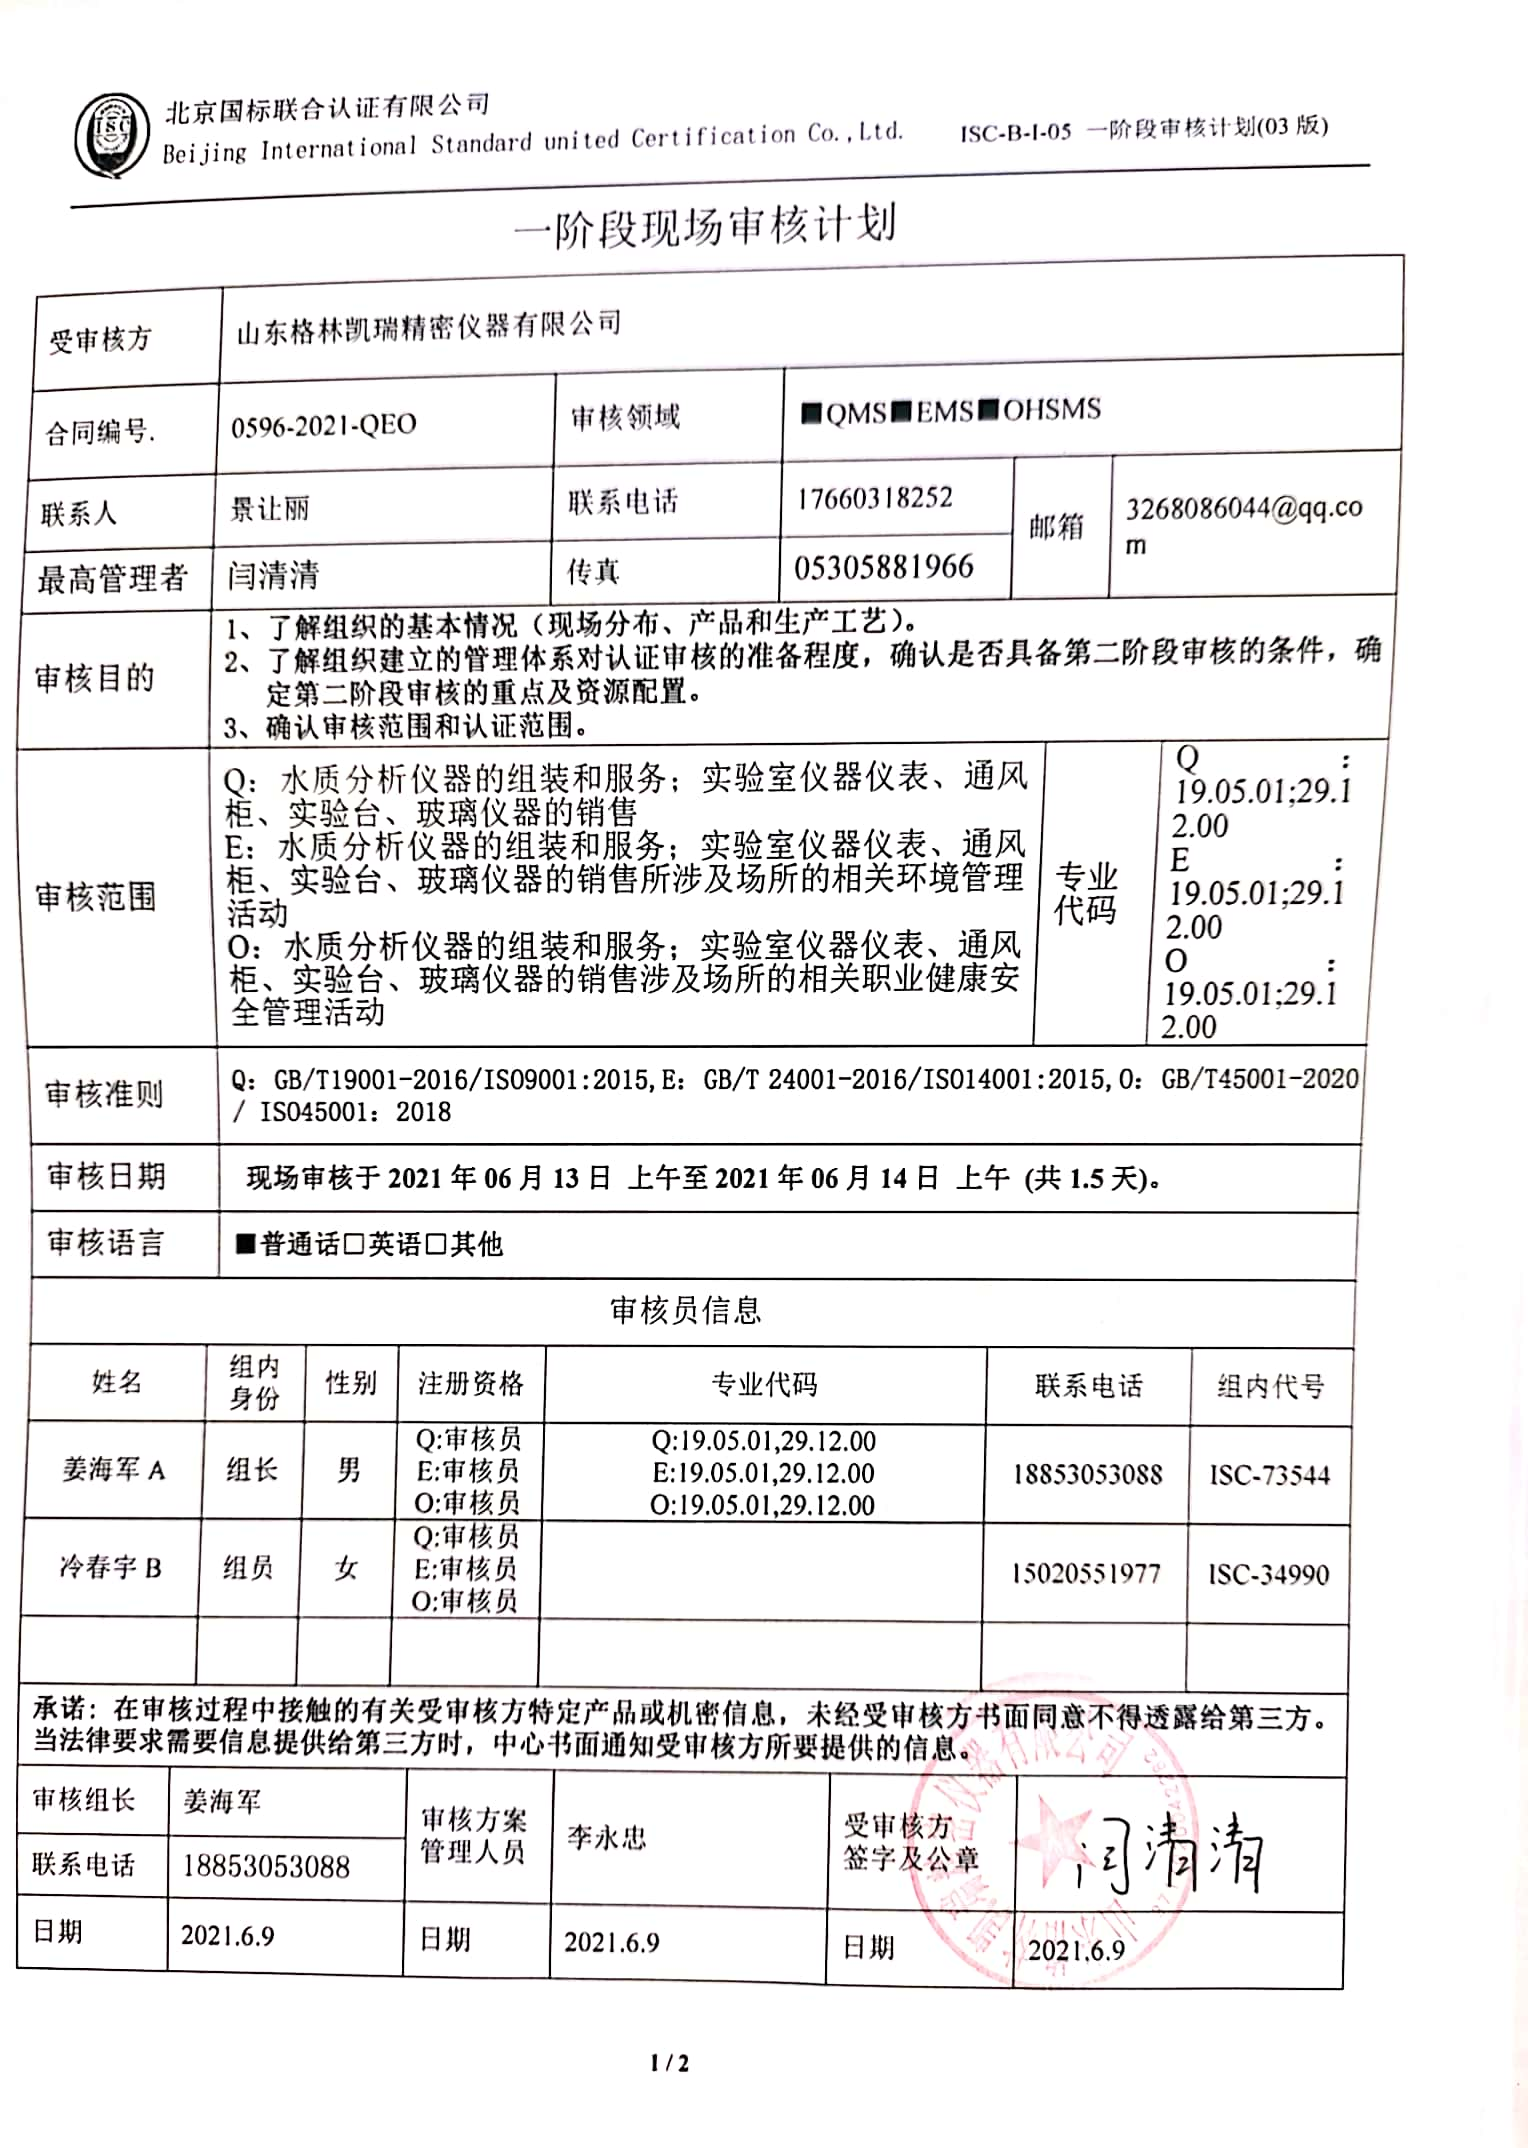 ISC
北京国标联合认证有限公司
Beijing International Standard united Certification Co.,Ltd.
ISC-B-I-05 一阶段审核计划(03 版)
一阶段现场审核计划
受审核方
山东格林凯瑞精密仪器有限公司
合同编号.
0596-2021-QEO
审核领域
■QMS■EMS■OHSMS
联系人
景让丽
联系电话
17660318252
邮箱
3268086044@qq.co
m
最高管理者
闫清清
传真
05305881966
审核目的
1、了解组织的基本情况（现场分布、产品和生产工艺）。
2、了解组织建立的管理体系对认证审核的准备程度，确认是否具备第二阶段审核的条件，确
定第二阶段审核的重点及资源配置。
3、确认审核范围和认证范围。
审核范围
Q：水质分析仪器的组装和服务；实验室仪器仪表、通风
柜、实验台、玻璃仪器的销售
E：水质分析仪器的组装和服务；实验室仪器仪表、通风
柜、实验台、玻璃仪器的销售所涉及场所的相关环境管理
活动
O：水质分析仪器的组装和服务；实验室仪器仪表、通风
柜、实验台、玻璃仪器的销售涉及场所的相关职业健康安
全管理活动
专业
代码
Q ：
19.05.01;29.1
2.00
E ：
19.05.01;29.1
2.00
O ：
19.05.01;29.1
2.00
审核准则
Q：GB/T19001-2016/ISO9001:2015,E：GB/T 24001-2016/ISO14001:2015,O：GB/T45001-2020
/ ISO45001：2018
审核日期
现场审核于 2021 年 06 月 13 日 上午至 2021 年 06 月 14 日 上午 (共 1.5 天)。
审核语言
■普通话□英语□其他
审核员信息
姓名
组内
身份
性别
注册资格
专业代码
联系电话
组内代号
姜海军 A
组长
男
Q:审核员
E:审核员
O:审核员
Q:19.05.01,29.12.00
E:19.05.01,29.12.00
O:19.05.01,29.12.00
18853053088
ISC-73544
冷春宇 B
组员
女
Q:审核员
E:审核员
O:审核员
15020551977
ISC-34990
承诺：在审核过程中接触的有关受审核方特定产品或机密信息，未经受审核方书面同意不得透露给第三方。
当法律要求需要信息提供给第三方时，中心书面通知受审核方所要提供的信息。
审核组长
姜海军
审核方案
管理人员
李永忠
受审核方
签字及公章
闫清清
联系电话
18853053088
日期
2021.6.9
日期
2021.6.9
日期
2021.6.9
1 / 2